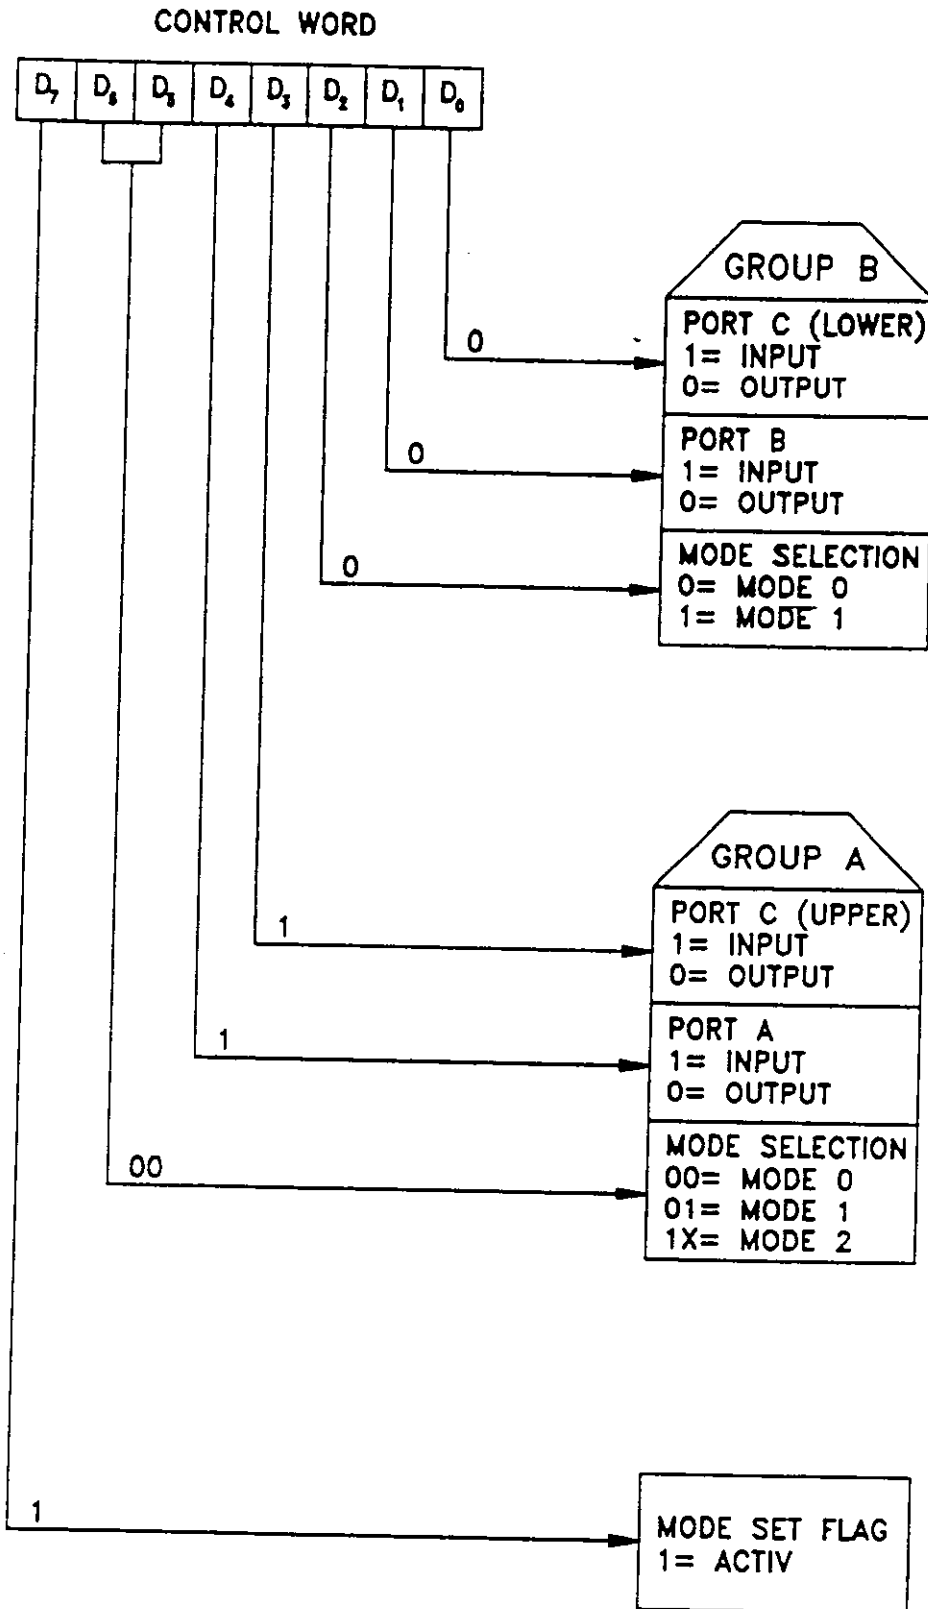 CONTROL WORD
D7 D6 D5 D4 D3 D2 D1 D0
GROUP B
PORT C (LOWER)
1= INPUT
0= OUTPUT
0
PORT B
1= INPUT
0= OUTPUT
0
MODE SELECTION
0= MODE 0
1= MODE 1
0
GROUP A
PORT C (UPPER)
1= INPUT
0= OUTPUT
1
PORT A
1= INPUT
0= OUTPUT
1
MODE SELECTION
00= MODE 0
01= MODE 1
1X= MODE 2
00
MODE SET FLAG
1= ACTIV
1